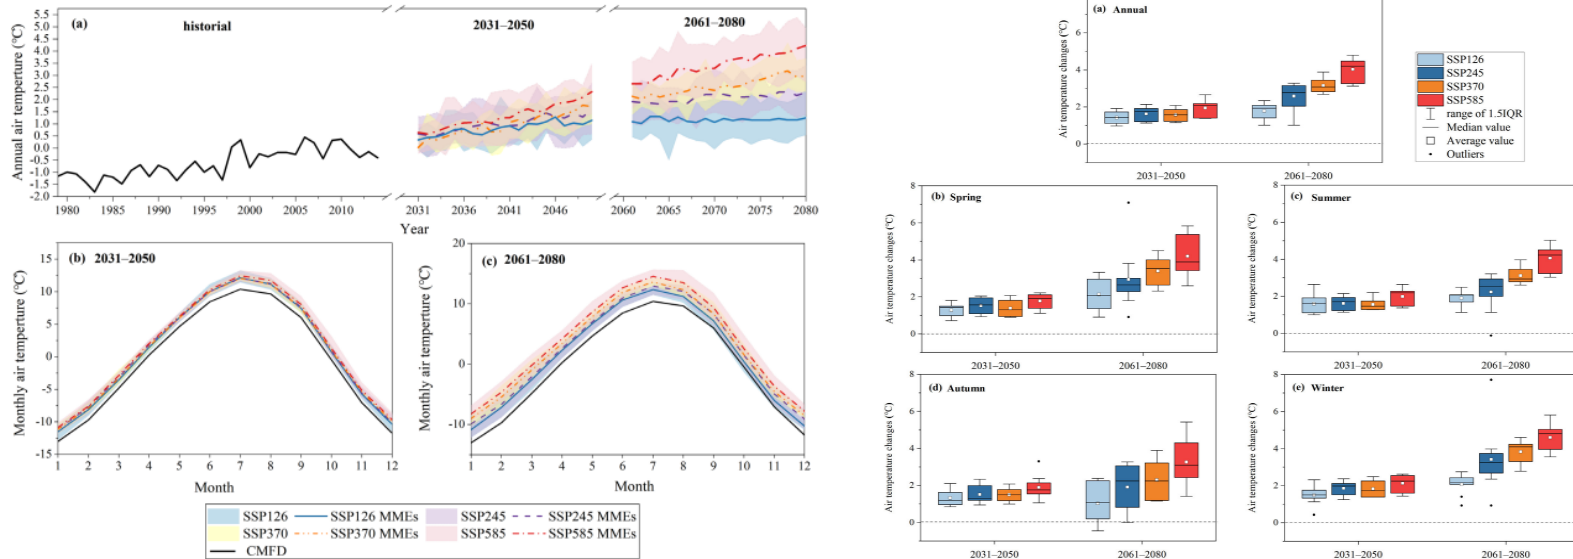 (a) historial 2031–2050 2061–2080
Annual air temperture (℃)
5.5
5.0
4.5
4.0
3.5
3.0
2.5
2.0
1.5
1.0
0.5
0.0
-0.5
-1.0
-1.5
-2.0
1980 1985 1990 1995 2000 2005 2010 2031 2036 2041 2046 2060 2065 2070 2075 2080
Year
(b) 2031–2050
Monthly air temperture (℃)
15
10
5
0
-5
-10
-15
1 2 3 4 5 6 7 8 9 10 11 12
Month
(c) 2061–2080
Monthly air temperture (℃)
20
10
0
-10
1 2 3 4 5 6 7 8 9 10 11 12
Month
SSP126 SSP126 MMEs SSP245 SSP245 MMEs
SSP370 SSP370 MMEs SSP585 SSP585 MMEs
CMFD
(a) Annual
Air temperature changes (℃)
6
4
2
0
2031–2050 2061–2080
SSP126
SSP245
SSP370
SSP585
range of 1.5IQR
Median value
Average value
Outliers
(b) Spring
Air temperature changes (℃)
8
6
4
2
0
2031–2050 2061–2080
(c) Summer
Air temperature changes (℃)
8
6
4
2
0
2031–2050 2061–2080
(d) Autumn
Air temperature changes (℃)
8
6
4
2
0
2031–2050 2061–2080
(e) Winter
Air temperature changes (℃)
8
6
4
2
0
2031–2050 2061–2080